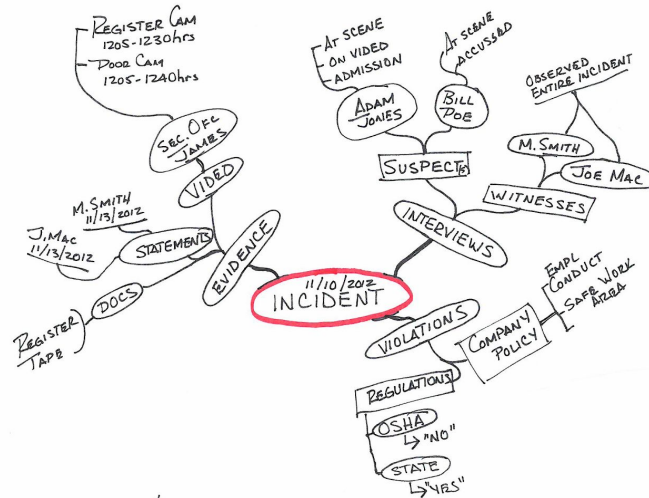 REGISTER CAM
1205-1230hrs
DOOR CAM
1205-1240hrs
SEC. OFC
JAMES
VIDEO
M. SMITH
11/13/2012
J. MAC
11/13/2012
STATEMENTS
EVIDENCE
DOCS
REGISTER
TAPE
11/10/2012
INCIDENT
AT SCENE
ON VIDEO
ADMISSION
ADAM
JONES
AT SCENE
ACCUSSED
BILL
DOE
SUSPECTS
OBSERVED
ENTIRE INCIDENT
M. SMITH
JOE MAC
WITNESSES
INTERVIEWS
VIOLATIONS
COMPANY
POLICY
EMPL
CONDUCT
SAFE WORK
AREA
REGULATIONS
OSHA
"NO"
STATE
"YES"